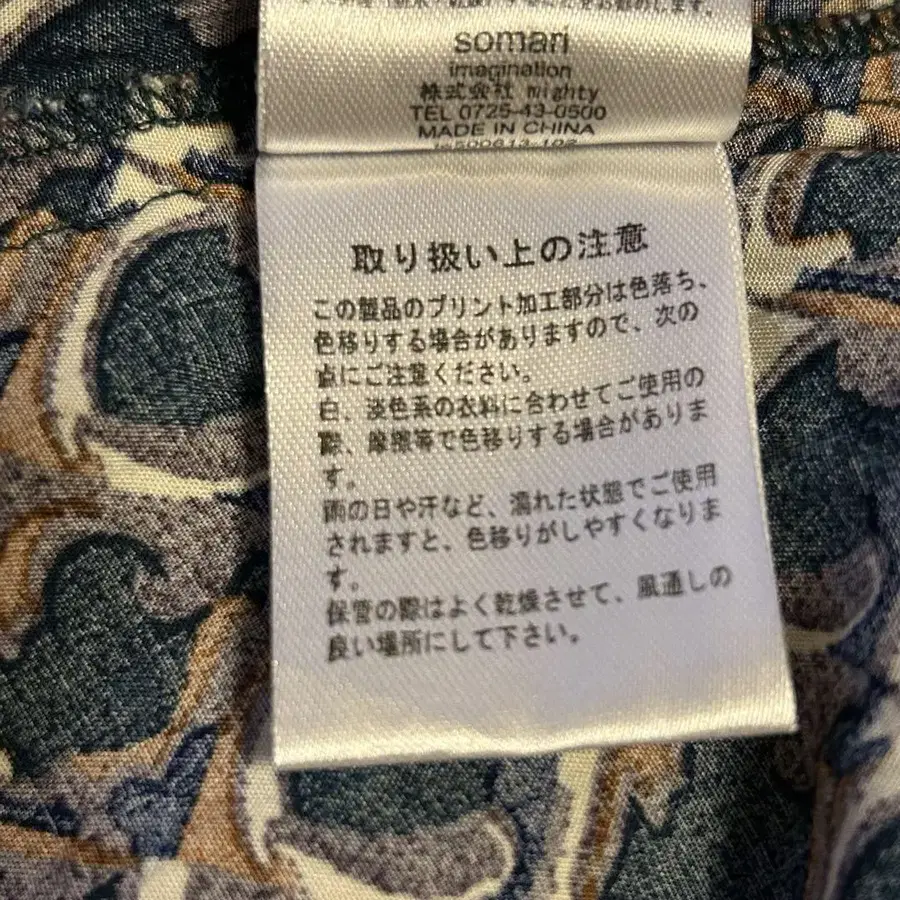 をお勧めします。
somari
imagination
株式会社 mighty
TEL 0725-43-0500
MADE IN CHINA
取り扱い上の注意
この製品のプリント加工部分は色落ち、
色移りする場合がありますので、次の
点にご注意ください。
白、淡色系の衣料に合わせてご使用の
際、摩擦等で色移りする場合がありま
す。
雨の日や汗など、濡れた状態でご使用
されますと、色移りがしやすくなりま
す。
保管の際はよく乾燥させて、風通しの
良い場所にして下さい。